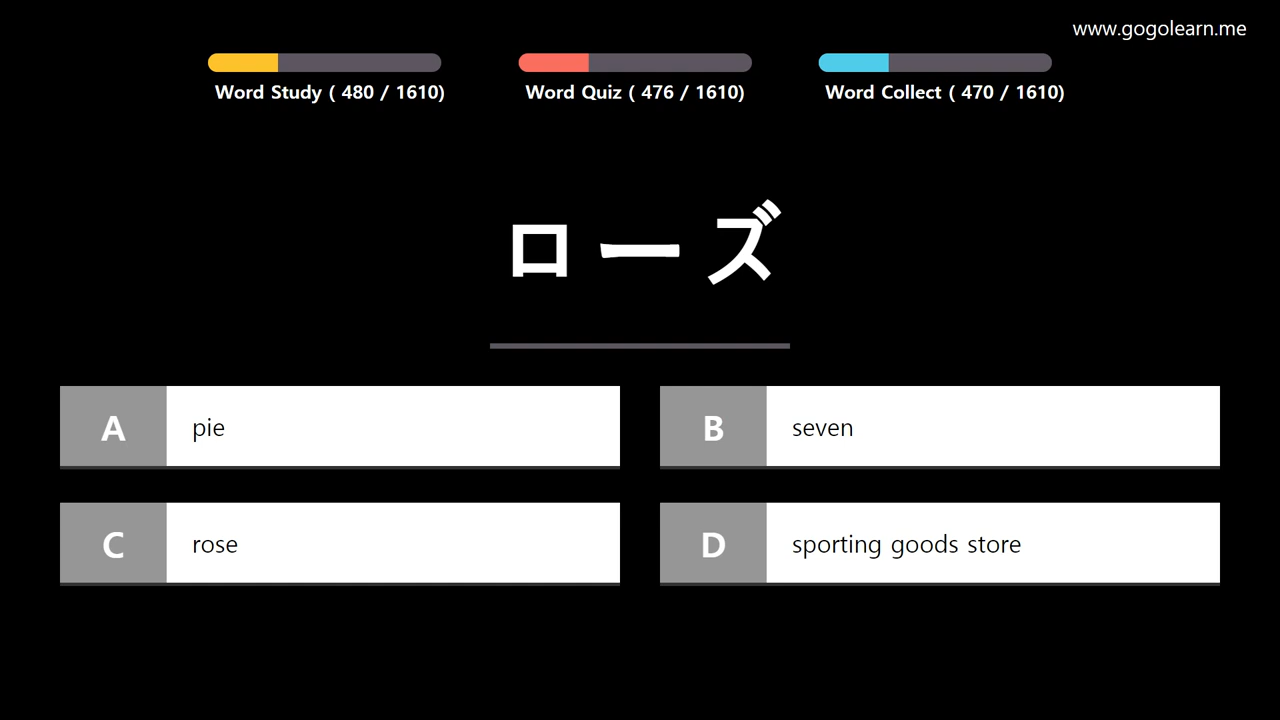 www.gogolearn.me
Word Study ( 480 / 1610)
Word Quiz ( 476 / 1610)
Word Collect ( 470 / 1610)
ローズ
A pie
B seven
C rose
D sporting goods store